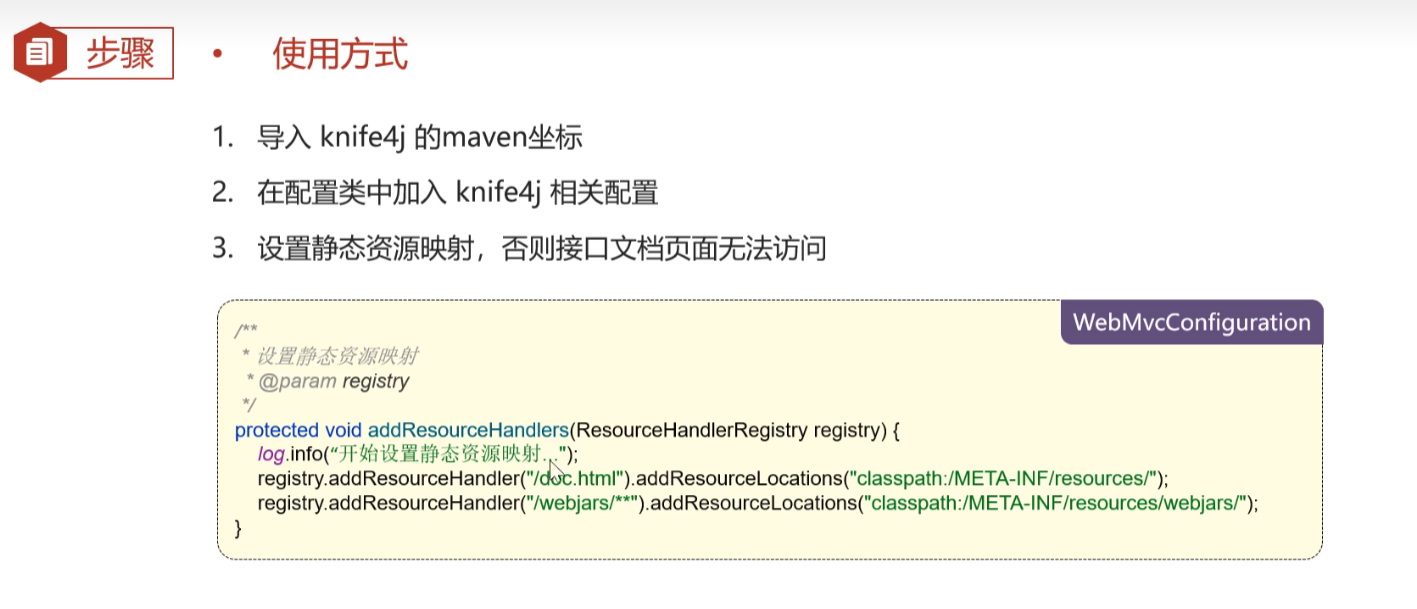 步骤
• 使用方式
1. 导入 knife4j 的maven坐标
2. 在配置类中加入 knife4j 相关配置
3. 设置静态资源映射，否则接口文档页面无法访问
WebMvcConfiguration
/**
* 设置静态资源映射
* @param registry
*/
protected void addResourceHandlers(ResourceHandlerRegistry registry) {
log.info(“开始设置静态资源映射...");
registry.addResourceHandler("/doc.html").addResourceLocations("classpath:/META-INF/resources/");
registry.addResourceHandler("/webjars/**").addResourceLocations("classpath:/META-INF/resources/webjars/");
}